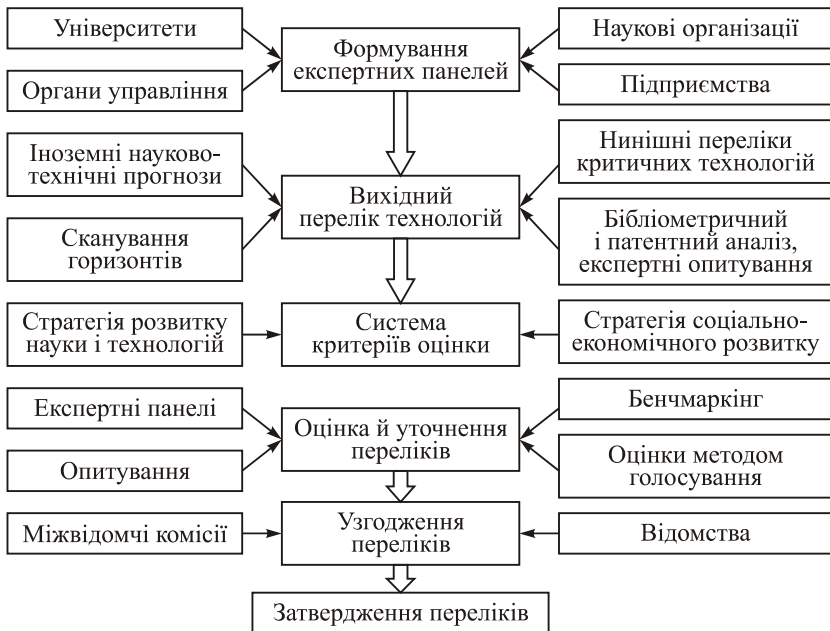 Університети
Формування
експертних панелей
Наукові організації
Органи управління
Підприємства
Іноземні науково-
технічні прогнози
Вихідний
перелік технологій
Нинішні переліки
критичних технологій
Сканування
горизонтів
Бібліометричний
і патентний аналіз,
експертні опитування
Стратегія розвитку
науки і технологій
Система
критеріїв оцінки
Стратегія соціально-
економічного розвитку
Експертні панелі
Оцінка й уточнення
переліків
Бенчмаркінг
Опитування
Оцінки методом
голосування
Міжвідомчі комісії
Узгодження
переліків
Відомства
Затвердження переліків